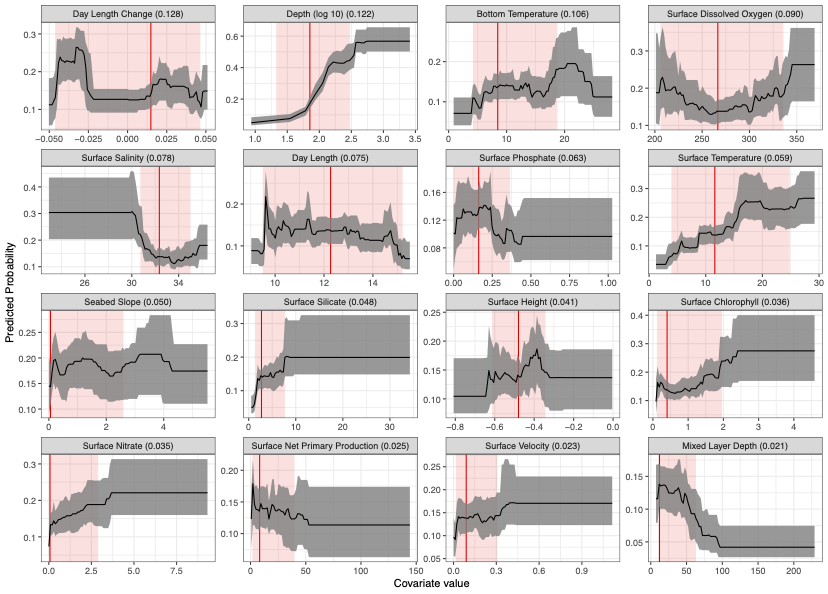 Day Length Change (0.128)
Depth (log 10) (0.122)
Bottom Temperature (0.106)
Surface Dissolved Oxygen (0.090)
0.3
0.2
0.1
−0.050 −0.025 0.000 0.025 0.050
0.6
0.4
0.2
1.0 1.5 2.0 2.5 3.0 3.5
0.2
0.1
0 10 20
0.3
0.2
0.1
200 250 300 350
Surface Salinity (0.078)
Day Length (0.075)
Surface Phosphate (0.063)
Surface Temperature (0.059)
0.4
0.3
0.2
0.1
26 30 34
0.2
0.1
10 12 14
0.16
0.12
0.08
0.00 0.25 0.50 0.75 1.00
0.3
0.2
0.1
0 10 20 30
Predicted Probability
Seabed Slope (0.050)
Surface Silicate (0.048)
Surface Height (0.041)
Surface Chlorophyll (0.036)
0.25
0.20
0.15
0.10
0 2 4
0.3
0.2
0.1
0 10 20 30
0.25
0.20
0.15
0.10
−0.8 −0.6 −0.4 −0.2 0.0
0.4
0.3
0.2
0.1
0 1 2 3 4
Surface Nitrate (0.035)
Surface Net Primary Production (0.025)
Surface Velocity (0.023)
Mixed Layer Depth (0.021)
0.3
0.2
0.1
0.0 2.5 5.0 7.5
0.20
0.15
0.10
0 50 100 150
0.25
0.20
0.15
0.10
0.05
0.0 0.3 0.6 0.9
0.15
0.10
0.05
0 50 100 150 200
Covariate value